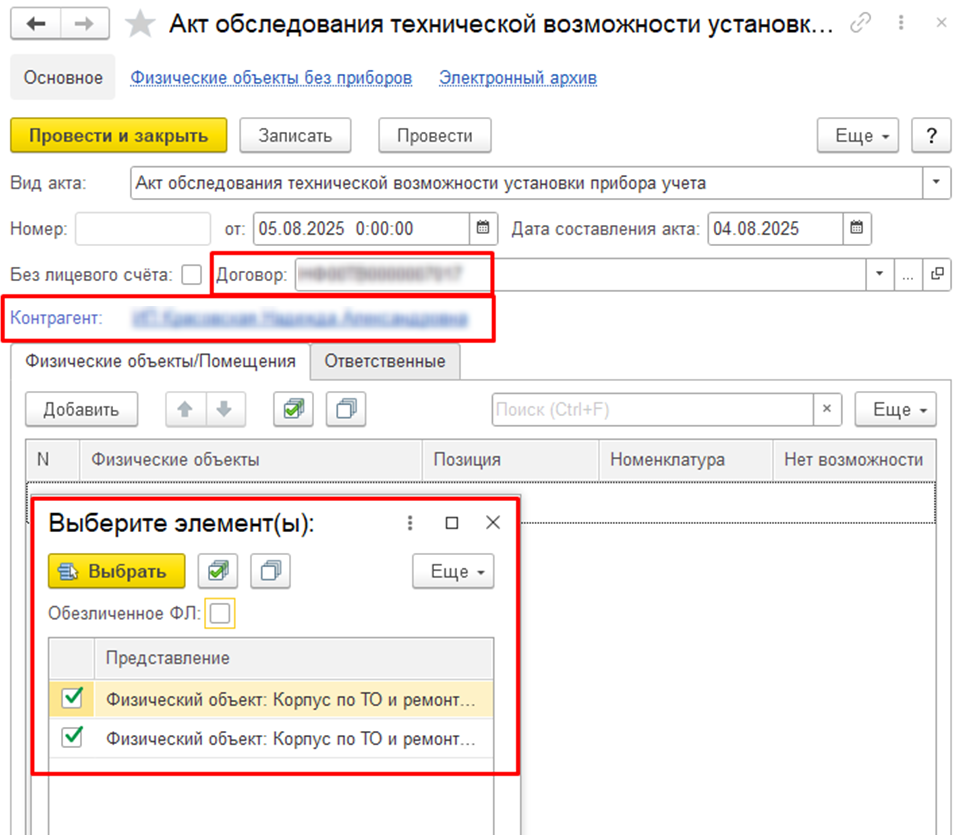 Акт обследования технической возможности установк...
Основное Физические объекты без приборов Электронный архив
Провести и закрыть Записать Провести Еще ?
Вид акта: Акт обследования технической возможности установки прибора учета
Номер: от: 05.08.2025 0:00:00 Дата составления акта: 04.08.2025
Без лицевого счёта: Договор: ...
Контрагент:
Физические объекты/Помещения Ответственные
Добавить Поиск (Ctrl+F) × Еще
N Физические объекты Позиция Номенклатура Нет возможности
Выберите элемент(ы):
Выбрать Еще
Обезличенное ФЛ:
Представление
Физический объект: Корпус по ТО и ремонт...
Физический объект: Корпус по ТО и ремонт...